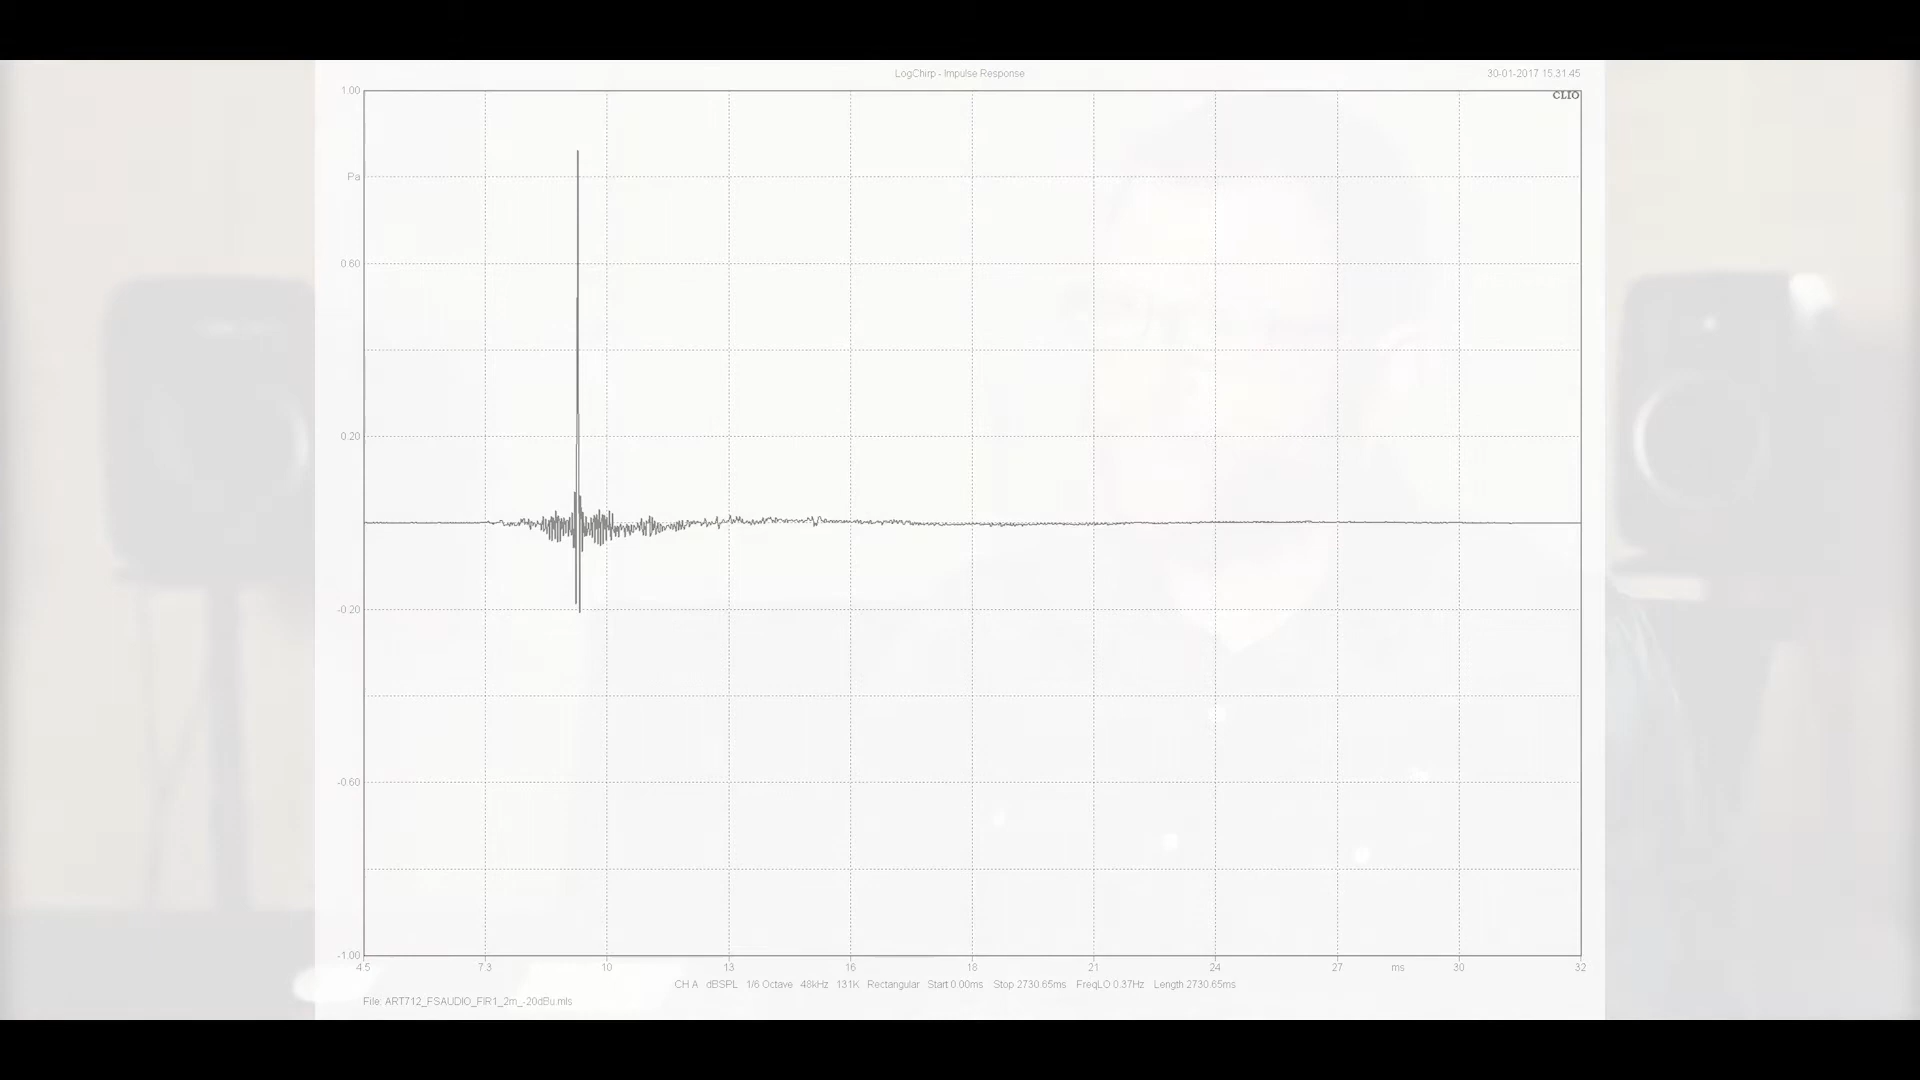 LogChirp - Impulse Response
30-01-2017 15.31.45
CLIO
1.00
Pa
0.60
0.20
-0.20
-0.60
-1.00
4.5 7.3 10 13 16 18 21 24 27 ms 30 32
CH A dBSPL 1/6 Octave 48kHz 131K Rectangular Start 0.00ms Stop 2730.65ms FreqLO 0.37Hz Length 2730.65ms
File: ART712_FSAUDIO_FIR1_2m_-20dBu.mls